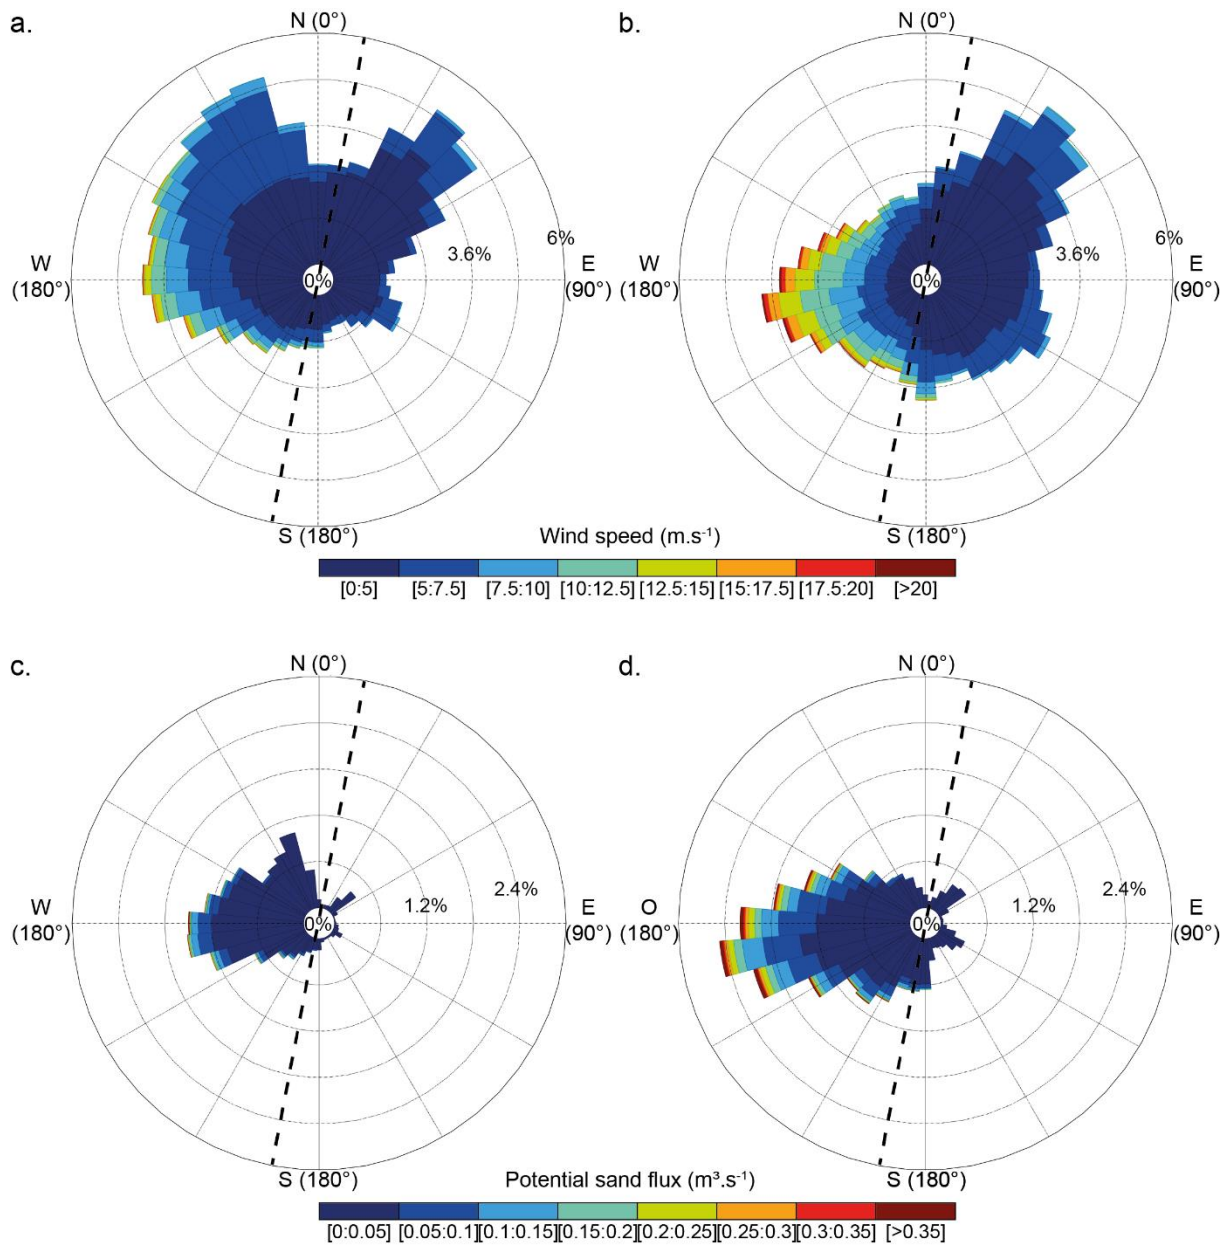 a.
N (0°)
b.
N (0°)
6%
3.6%
W
(180°)
0%
E
(90°)
6%
3.6%
W
(180°)
0%
E
(90°)
S (180°)
S (180°)
Wind speed (m.s⁻¹)
[0:5] [5:7.5] [7.5:10] [10:12.5] [12.5:15] [15:17.5] [17.5:20] [>20]
c.
N (0°)
d.
N (0°)
2.4%
1.2%
W
(180°)
0%
E
(90°)
2.4%
1.2%
O
(180°)
0%
E
(90°)
S (180°)
S (180°)
Potential sand flux (m³.s⁻¹)
[0:0.05] [0.05:0.1] [0.1:0.15] [0.15:0.2] [0.2:0.25] [0.25:0.3] [0.3:0.35] [>0.35]